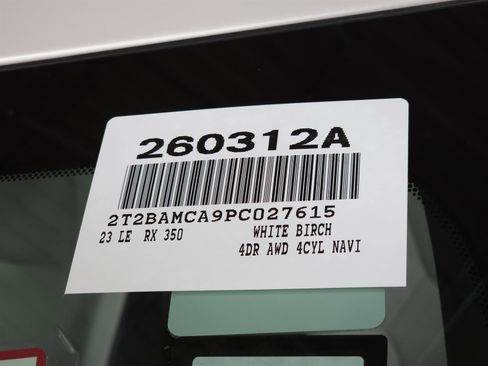 260312A
2T2BAMCA9PC027615
23 LE RX 350 WHITE BIRCH
4DR AWD 4CYL NAVI